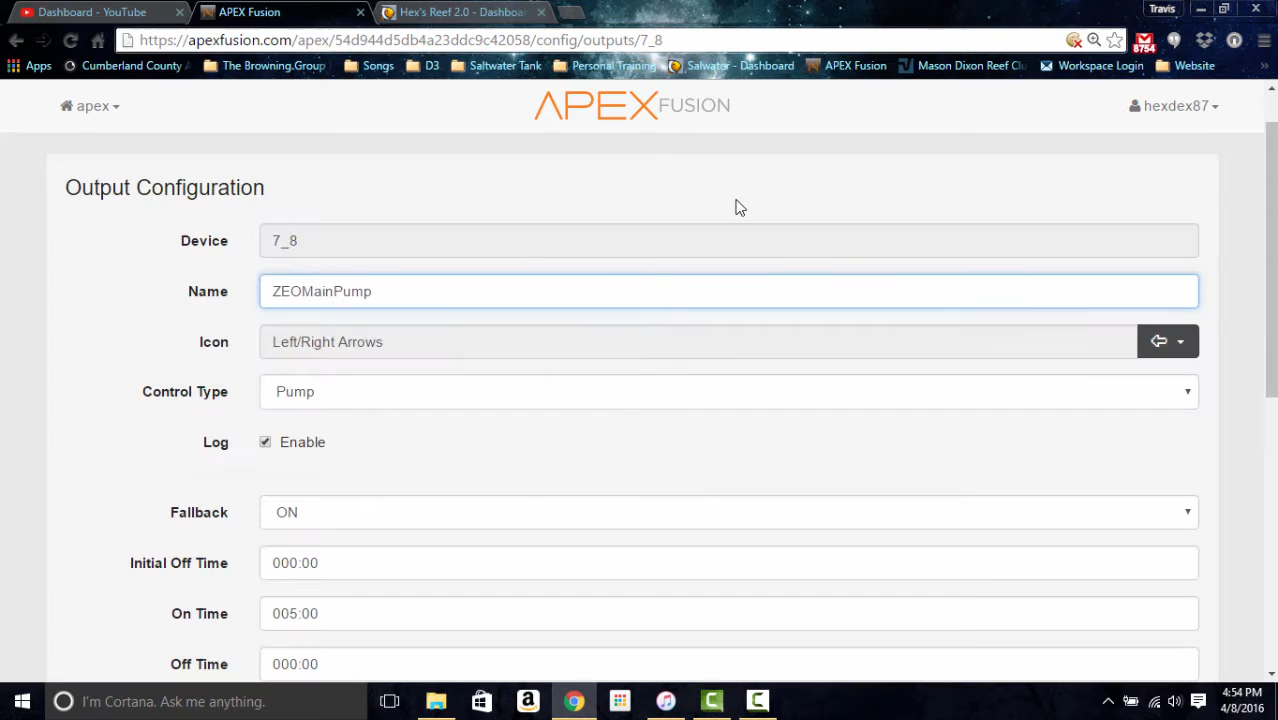 Dashboard - YouTube
APEX Fusion
Hex's Reef 2.0 - Dashboa
Travis
https://apexfusion.com/apex/54d944d5db4a23ddc9c42058/config/outputs/7_8
8754
Apps
Cumberland County A
The Browning.Group
Songs
D3
Saltwater Tank
Personal Training
Salwater - Dashboard
APEX Fusion
Mason Dixon Reef Clu
Workspace Login
Website
apex
APEX FUSION
hexdex87
Output Configuration
Device 7_8
Name ZEOMainPump
Icon Left/Right Arrows
Control Type Pump
Log Enable
Fallback ON
Initial Off Time 000:00
On Time 005:00
Off Time 000:00
I'm Cortana. Ask me anything.
4:54 PM
4/8/2016